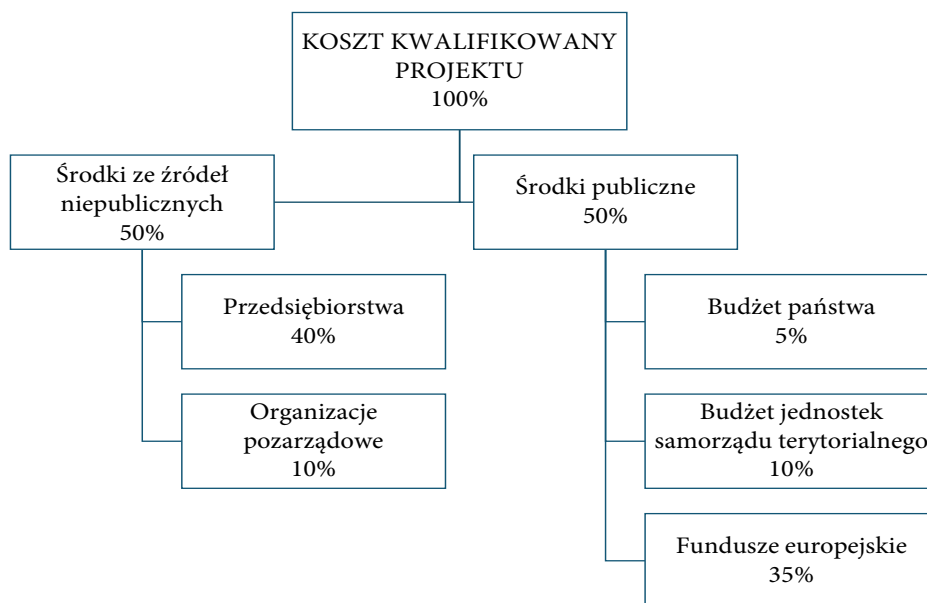 KOSZT KWALIFIKOWANY
PROJEKTU
100%
Środki ze źródeł
niepublicznych
50%
Środki publiczne
50%
Przedsiębiorstwa
40%
Organizacje
pozarządowe
10%
Budżet państwa
5%
Budżet jednostek
samorządu terytorialnego
10%
Fundusze europejskie
35%